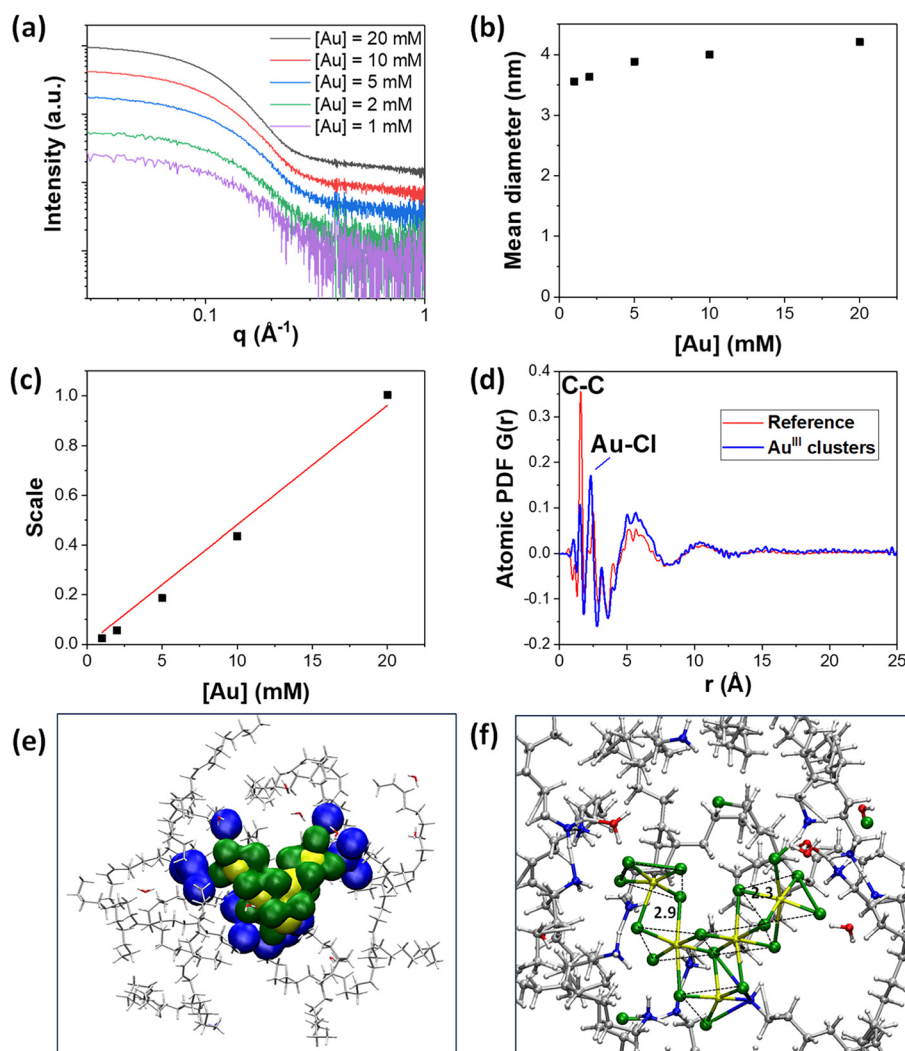 (a)
[Au] = 20 mM
[Au] = 10 mM
[Au] = 5 mM
[Au] = 2 mM
[Au] = 1 mM
Intensity (a.u.)
0.1
1
q (Å⁻¹)
(b)
Mean diameter (nm)
4
3
2
1
0
0
5
10
15
20
[Au] (mM)
(c)
Scale
1.0
0.8
0.6
0.4
0.2
0.0
0
5
10
15
20
[Au] (mM)
(d)
C-C
Au-Cl
Reference
Auᴵᴵᴵ clusters
Atomic PDF G(r)
0.4
0.3
0.2
0.1
0.0
-0.1
-0.2
0
5
10
15
20
25
r (Å)
(e)
(f)
2.9